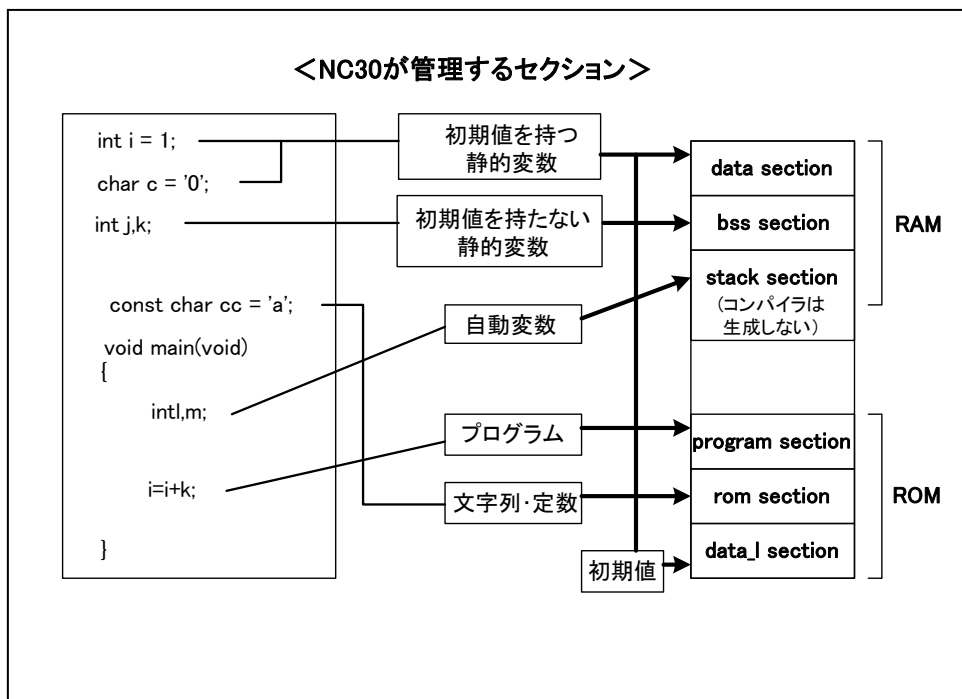 ＜NC30が管理するセクション＞
int i = 1;
char c = '0';
int j,k;
const char cc = 'a';
void main(void)
{
intl,m;
i=i+k;
}
初期値を持つ
静的変数
初期値を持たない
静的変数
自動変数
プログラム
文字列・定数
初期値
data section
bss section
stack section
（コンパイラは
生成しない）
program section
rom section
data_I section
RAM
ROM